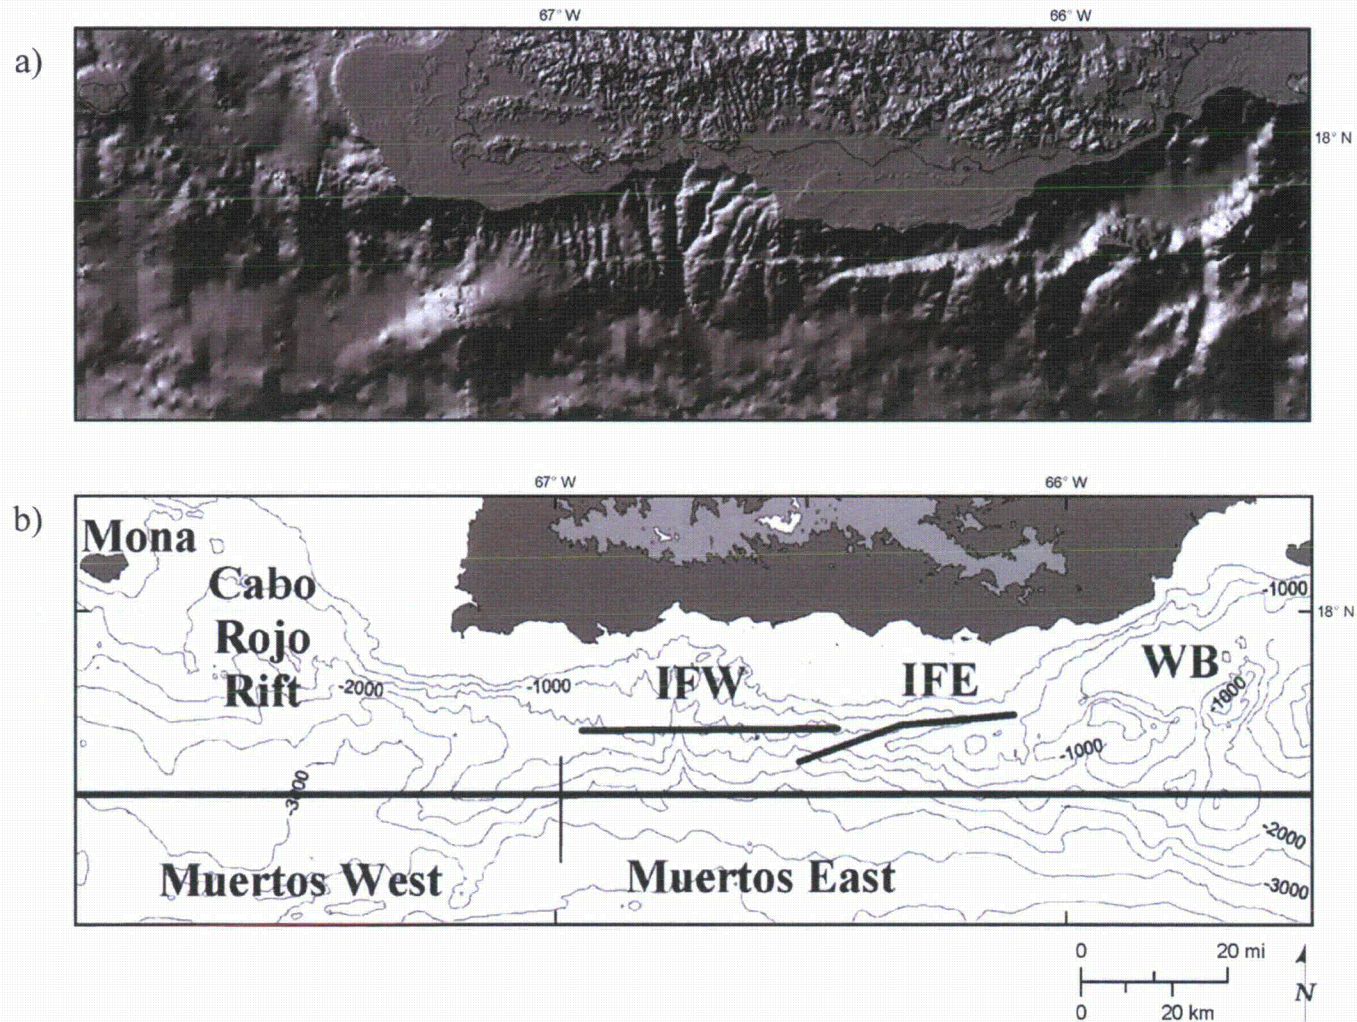 67° W 66° W
a)
18° N
67° W 66° W
b)
Mona
Cabo
Rojo
Rift
-2000
-1000
IFW
IFE
WB
-1000
18° N
-1000
-1000
-3000
Muertos West
Muertos East
-2000
-3000
0 20 mi
0 20 km
N